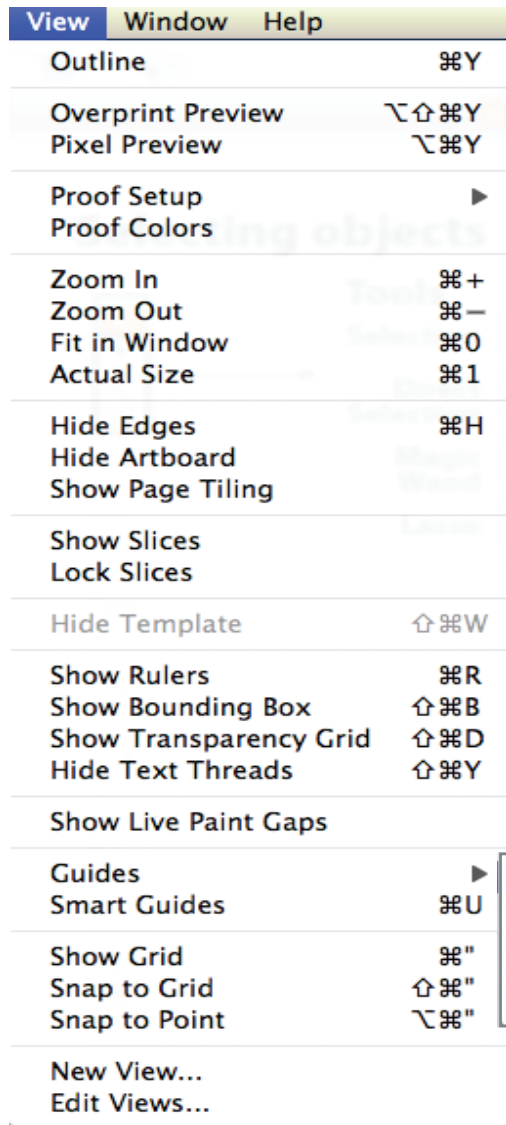 View Window Help
Outline ⌘Y
Overprint Preview ⌥⇧⌘Y
Pixel Preview ⌥⌘Y
Proof Setup ▶
Proof Colors
Zoom In ⌘+
Zoom Out ⌘−
Fit in Window ⌘0
Actual Size ⌘1
Hide Edges ⌘H
Hide Artboard
Show Page Tiling
Show Slices
Lock Slices
Hide Template ⇧⌘W
Show Rulers ⌘R
Show Bounding Box ⇧⌘B
Show Transparency Grid ⇧⌘D
Hide Text Threads ⇧⌘Y
Show Live Paint Gaps
Guides ▶
Smart Guides ⌘U
Show Grid ⌘"
Snap to Grid ⇧⌘"
Snap to Point ⌥⌘"
New View...
Edit Views...